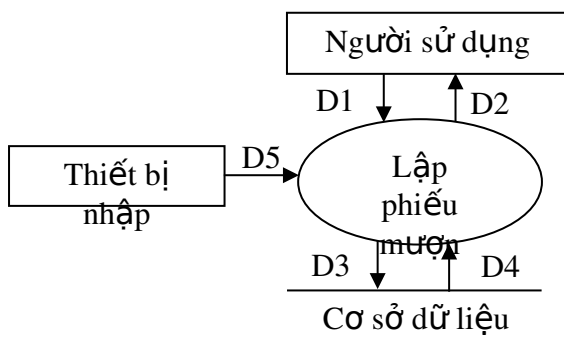 Người sử dụng
D1
D2
Thiết bị
nhập
D5
Lập
phiếu
mượn
D3
D4
Cơ sở dữ liệu